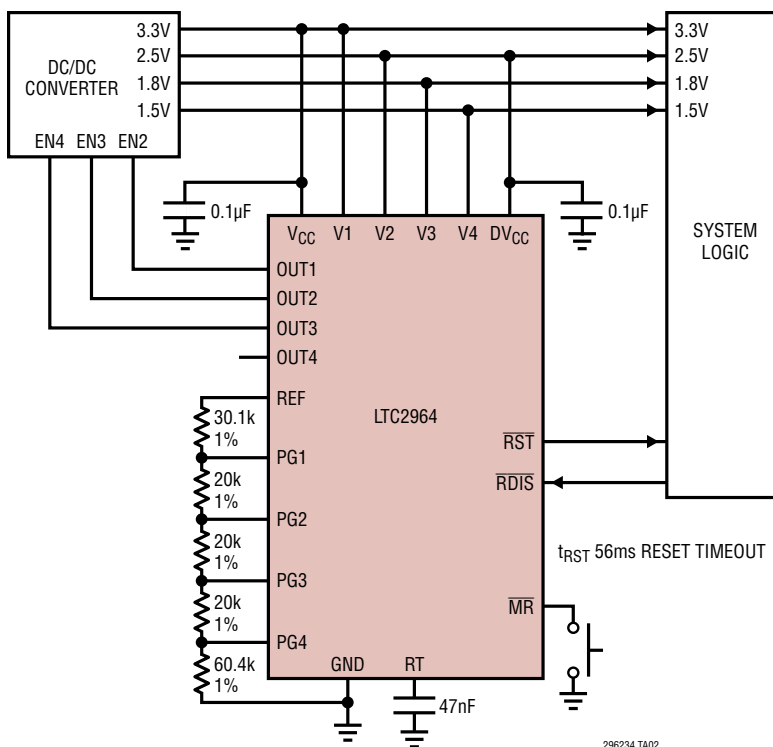 DC/DC
CONVERTER
3.3V
2.5V
1.8V
1.5V
EN4 EN3 EN2
3.3V
2.5V
1.8V
1.5V
SYSTEM
LOGIC
0.1µF
0.1µF
VCC V1 V2 V3 V4 DVCC
OUT1
OUT2
OUT3
OUT4
REF
PG1
PG2
PG3
PG4
30.1k
1%
20k
1%
20k
1%
20k
1%
60.4k
1%
LTC2964
RST
RDIS
MR
tRST 56ms RESET TIMEOUT
GND RT
47nF
296234 TA02